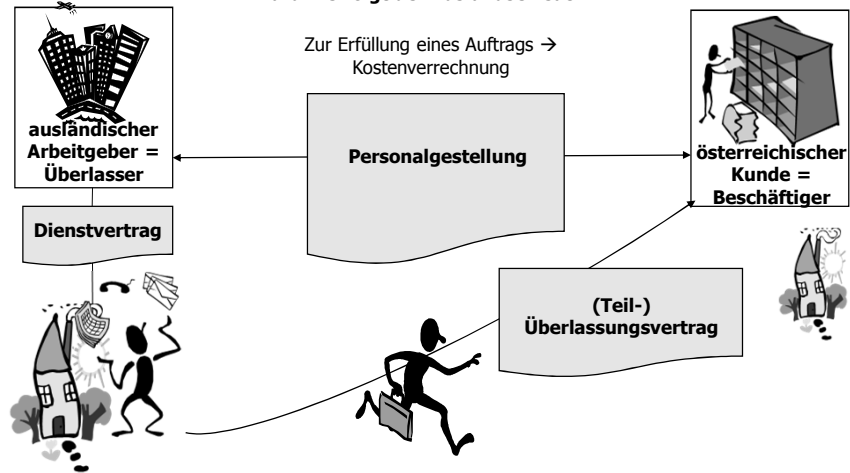 Zur Erfüllung eines Auftrags →
Kostenverrechnung
ausländischer
Arbeitgeber =
Überlasser
Personalgestellung
österreichischer
Kunde =
Beschäftiger
Dienstvertrag
(Teil-)
Überlassungsvertrag